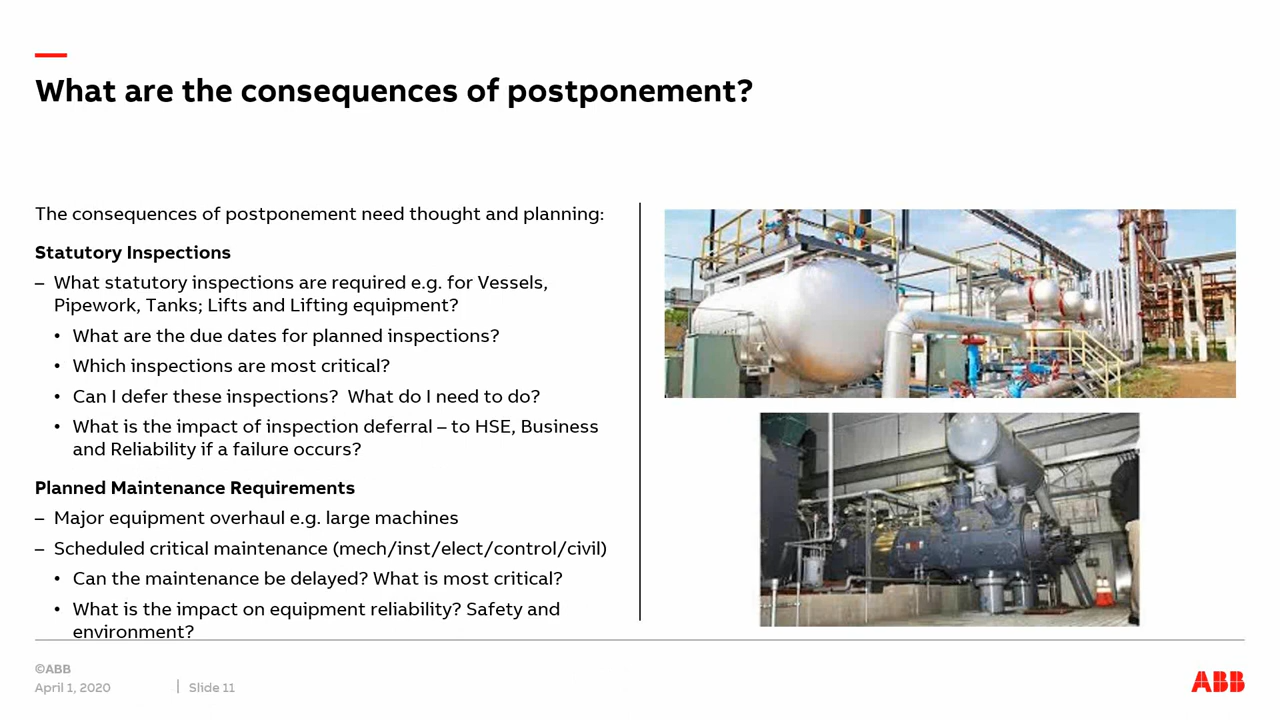 What are the consequences of postponement?
The consequences of postponement need thought and planning:
Statutory Inspections
– What statutory inspections are required e.g. for Vessels,
Pipework, Tanks; Lifts and Lifting equipment?
• What are the due dates for planned inspections?
• Which inspections are most critical?
• Can I defer these inspections?  What do I need to do?
• What is the impact of inspection deferral – to HSE, Business
and Reliability if a failure occurs?
Planned Maintenance Requirements
– Major equipment overhaul e.g. large machines
– Scheduled critical maintenance (mech/inst/elect/control/civil)
• Can the maintenance be delayed? What is most critical?
• What is the impact on equipment reliability? Safety and
environment?
©ABB
April 1, 2020 | Slide 11
ABB